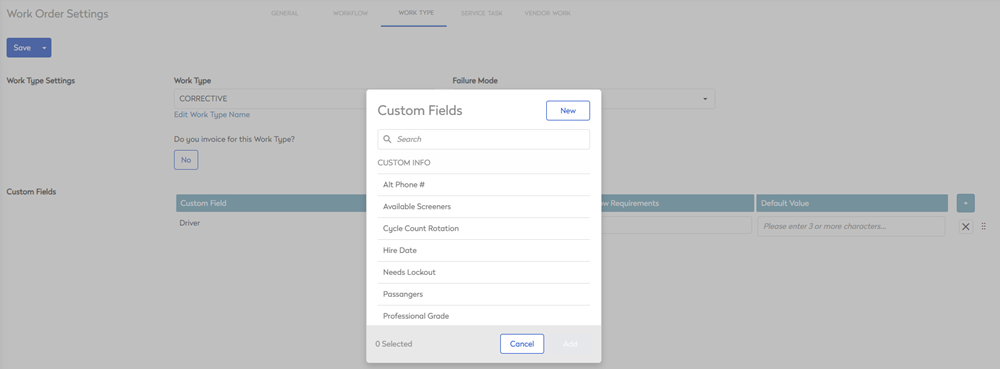 Work Order Settings
GENERAL WORKFLOW WORK TYPE SERVICE TASK VENDOR WORK
Save
Work Type Settings
Work Type
Failure Mode
CORRECTIVE
Edit Work Type Name
Do you invoice for this Work Type?
No
Custom Fields
Custom Field
Requirements
Default Value
+
Driver
Please enter 3 or more characters...
Custom Fields
New
Search
CUSTOM INFO
Alt Phone #
Available Screeners
Cycle Count Rotation
Hire Date
Needs Lockout
Passangers
Professional Grade
0 Selected
Cancel
Add